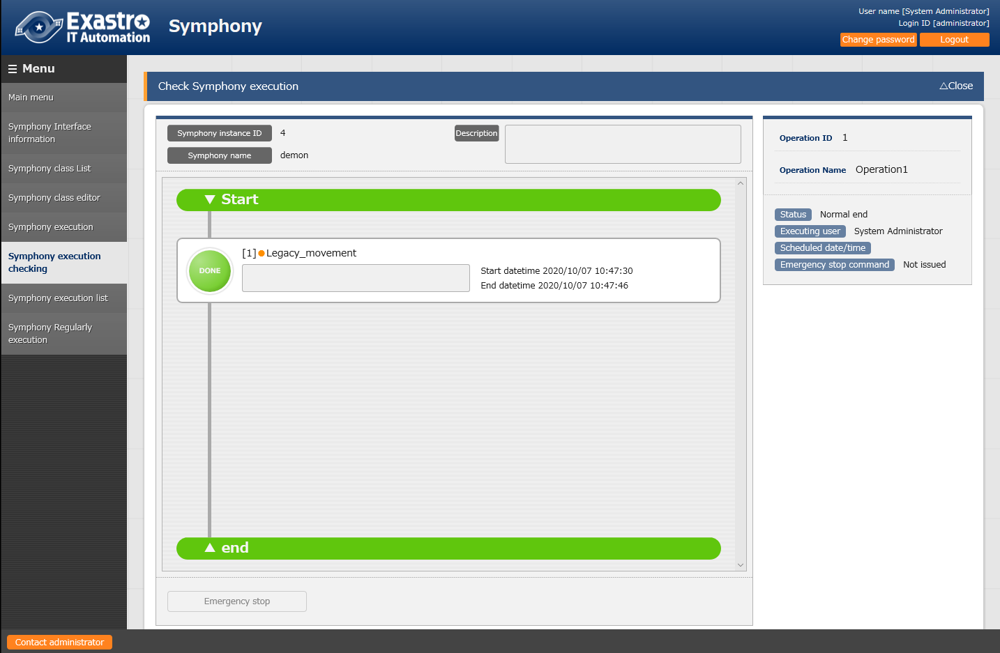 Exastro
IT Automation
Symphony
User name [System Administrator]
Login ID [administrator]
Change password
Logout
Menu
Main menu
Symphony Interface
information
Symphony class List
Symphony class editor
Symphony execution
Symphony execution
checking
Symphony execution list
Symphony Regularly
execution
Check Symphony execution
△Close
Symphony instance ID 4
Symphony name demon
Description
▼ Start
[1]●Legacy_movement
DONE
Start datetime 2020/10/07 10:47:30
End datetime 2020/10/07 10:47:46
▲ end
Emergency stop
Operation ID 1
Operation Name Operation1
Status Normal end
Executing user System Administrator
Scheduled date/time
Emergency stop command Not issued
Contact administrator